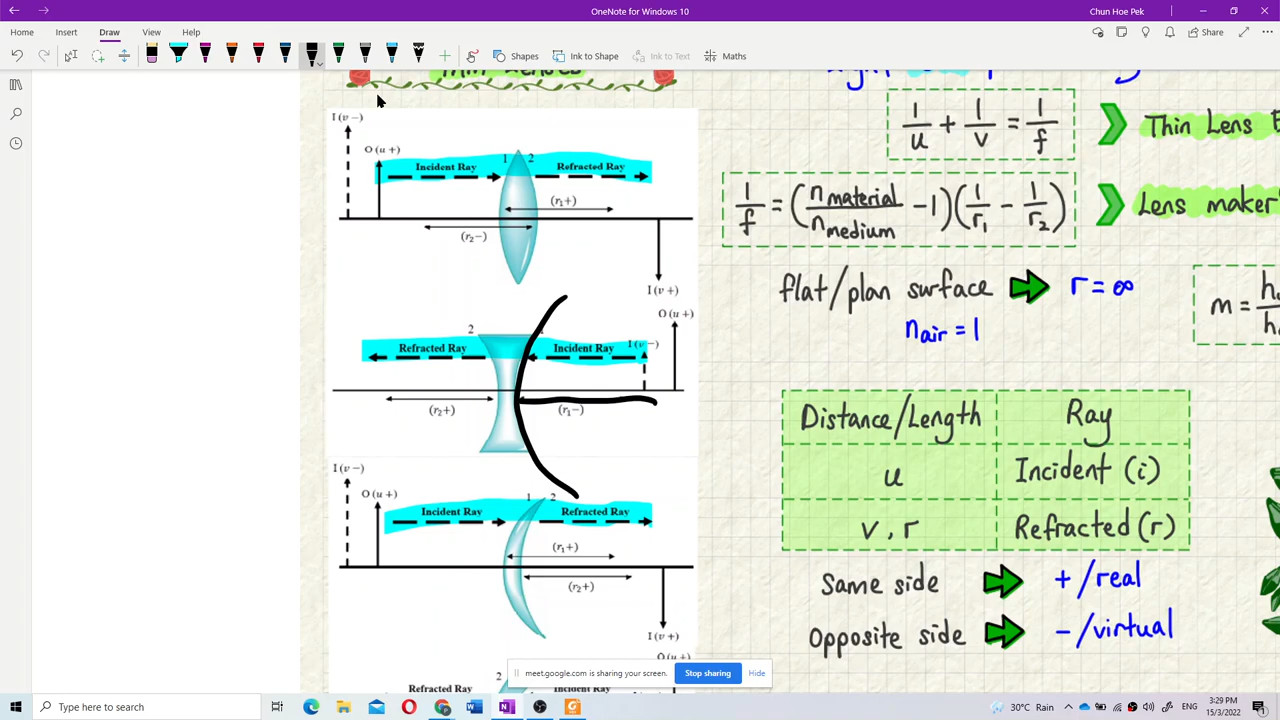 OneNote for Windows 10
Chun Hoe Pek
Home Insert Draw View Help
Share
Shapes Ink to Shape Ink to Text Maths
Thin Lenses
I (v −)
O (u +)
Incident Ray
1 2
Refracted Ray
(r₁+)
(r₂−)
I (v +)
O (u +)
2
Refracted Ray
Incident Ray
I (v −)
(r₂+)
(r₁−)
I (v −)
O (u +)
1 2
Incident Ray
Refracted Ray
(r₁+)
(r₂+)
I (v +)
O (u +)
2
Refracted Ray
Incident Ray
1/u + 1/v = 1/f
Thin Lens E
1/f = (n material / n medium − 1)(1/r₁ − 1/r₂)
Lens maker
flat/plan surface r = ∞
n air = 1
m =
Distance/Length Ray
u Incident (i)
v, r Refracted (r)
Same side +/real
Opposite side −/virtual
meet.google.com is sharing your screen. Stop sharing Hide
Type here to search
30°C Rain
3:29 PM
15/3/2022